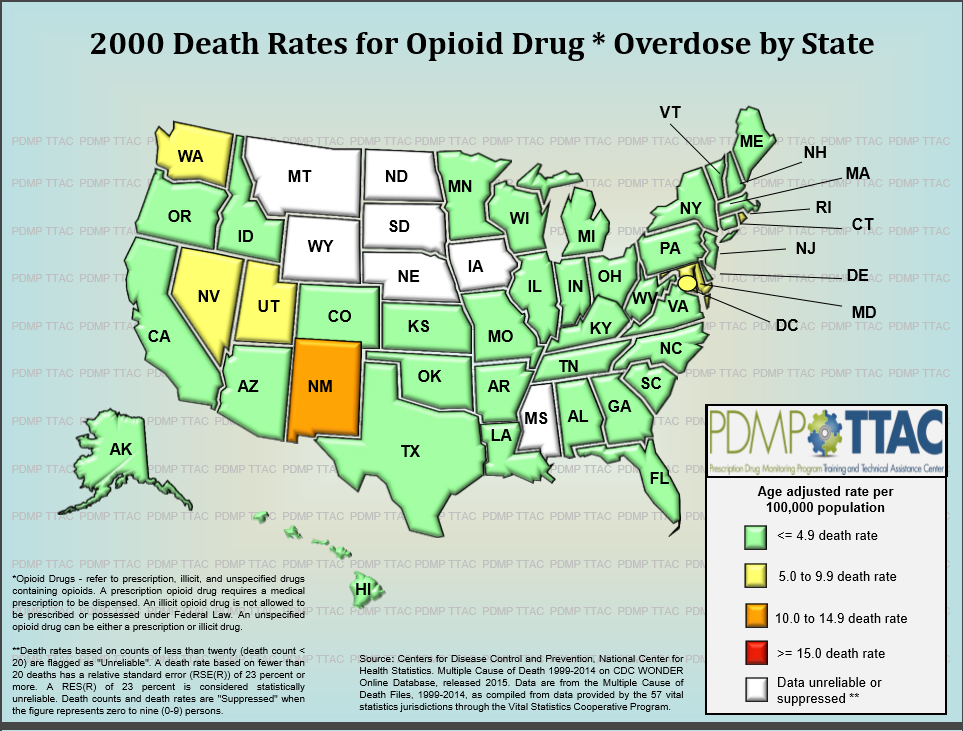 2000 Death Rates for Opioid Drug * Overdose by State
PDMP TTAC
VT
ME
NH
MA
RI
CT
NJ
DE
MD
DC
WA
MT
ND
MN
OR
ID
WY
SD
WI
MI
NY
PA
NE
IA
NV
UT
CO
KS
MO
IL
IN
OH
WV
VA
KY
CA
AZ
NM
OK
AR
TN
NC
SC
TX
LA
MS
AL
GA
FL
AK
HI
PDMP TTAC
Prescription Drug Monitoring Program Training and Technical Assistance Center
Age adjusted rate per
100,000 population
<= 4.9 death rate
5.0 to 9.9 death rate
10.0 to 14.9 death rate
>= 15.0 death rate
Data unreliable or
suppressed **
*Opioid Drugs - refer to prescription, illicit, and unspecified drugs
containing opioids. A prescription opioid drug requires a medical
prescription to be dispensed. An illicit opioid drug is not allowed to
be prescribed or possessed under Federal Law. An unspecified
opioid drug can be either a prescription or illicit drug.
**Death rates based on counts of less than twenty (death count <
20) are flagged as "Unreliable". A death rate based on fewer than
20 deaths has a relative standard error (RSE(R)) of 23 percent or
more. A RES(R) of 23 percent is considered statistically
unreliable. Death counts and death rates are "Suppressed" when
the figure represents zero to nine (0-9) persons.
Source: Centers for Disease Control and Prevention, National Center for
Health Statistics. Multiple Cause of Death 1999-2014 on CDC WONDER
Online Database, released 2015. Data are from the Multiple Cause of
Death Files, 1999-2014, as compiled from data provided by the 57 vital
statistics jurisdictions through the Vital Statistics Cooperative Program.